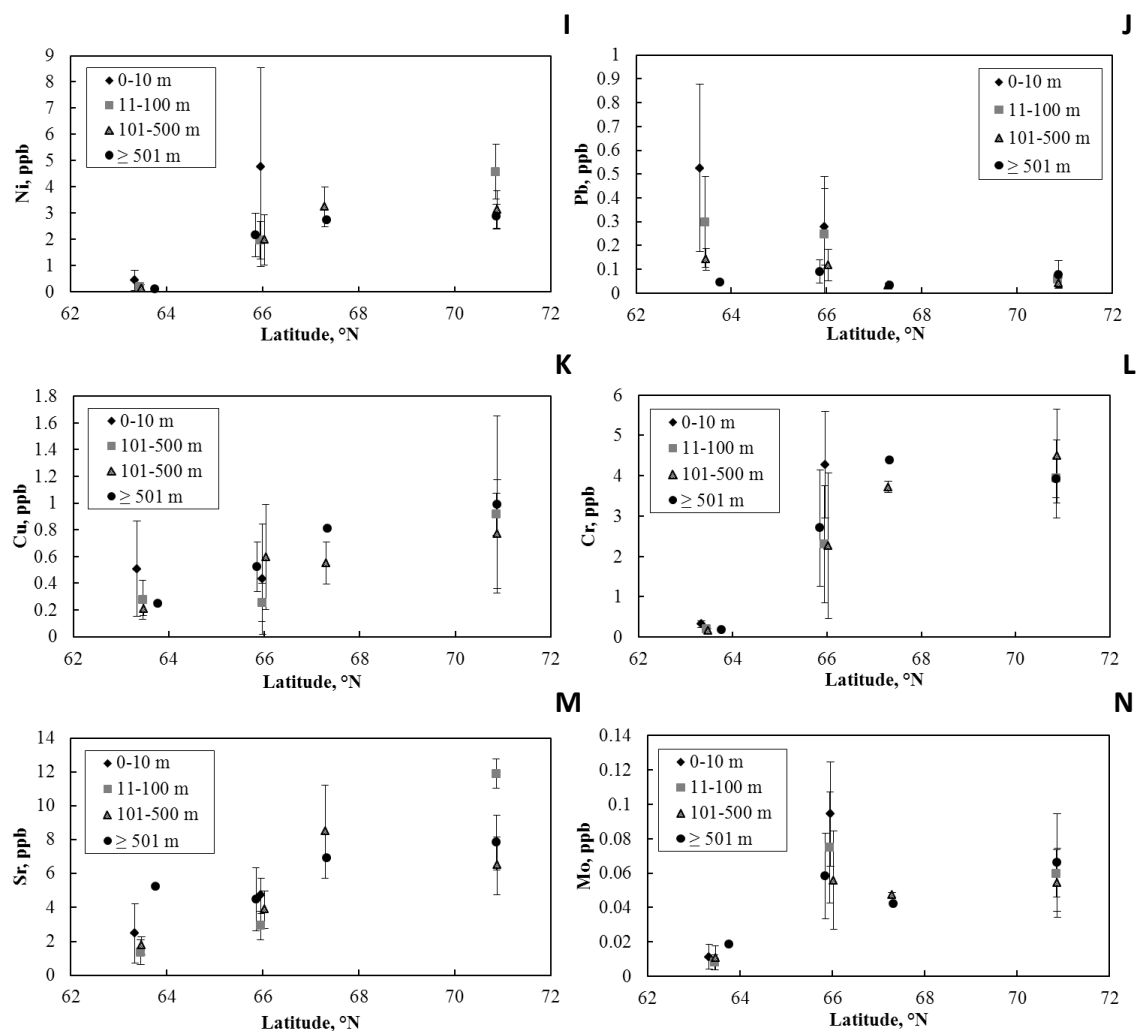 I
Ni, ppb
9
8
7
6
5
4
3
2
1
0
62 64 66 68 70 72
Latitude, °N
0-10 m
11-100 m
101-500 m
≥ 501 m
J
Pb, ppb
1
0.9
0.8
0.7
0.6
0.5
0.4
0.3
0.2
0.1
0
62 64 66 68 70 72
Latitude, °N
0-10 m
11-100 m
101-500 m
≥ 501 m
K
Cu, ppb
1.8
1.6
1.4
1.2
1
0.8
0.6
0.4
0.2
0
62 64 66 68 70 72
Latitude, °N
0-10 m
101-500 m
101-500 m
≥ 501 m
L
Cr, ppb
6
5
4
3
2
1
0
62 64 66 68 70 72
Latitude, °N
0-10 m
11-100 m
101-500 m
≥ 501 m
M
Sr, ppb
14
12
10
8
6
4
2
0
62 64 66 68 70 72
Latitude, °N
0-10 m
11-100 m
101-500 m
≥ 501 m
N
Mo, ppb
0.14
0.12
0.1
0.08
0.06
0.04
0.02
0
62 64 66 68 70 72
Latitude, °N
0-10 m
11-100 m
101-500 m
≥ 501 m